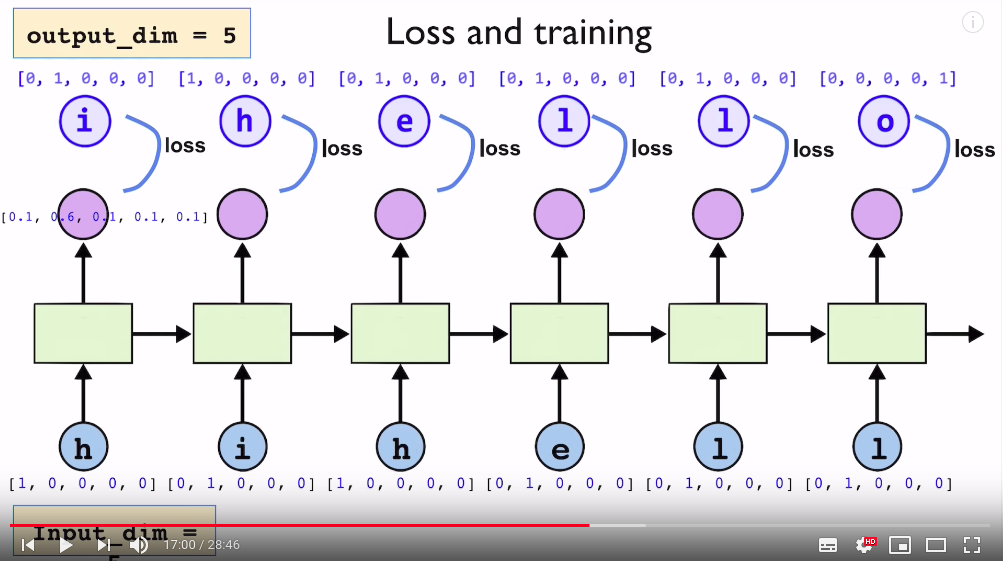 output_dim = 5
Loss and training
[0, 1, 0, 0, 0] [1, 0, 0, 0, 0] [0, 1, 0, 0, 0] [0, 1, 0, 0, 0] [0, 1, 0, 0, 0] [0, 0, 0, 0, 1]
i h e l l o
loss loss loss loss loss loss
[0.1, 0.6, 0.1, 0.1, 0.1]
h i h e l l
[1, 0, 0, 0, 0] [0, 1, 0, 0, 0] [1, 0, 0, 0, 0] [0, 1, 0, 0, 0] [0, 1, 0, 0, 0] [0, 1, 0, 0, 0]
Input_dim =
5
17:00 / 28:46
HD